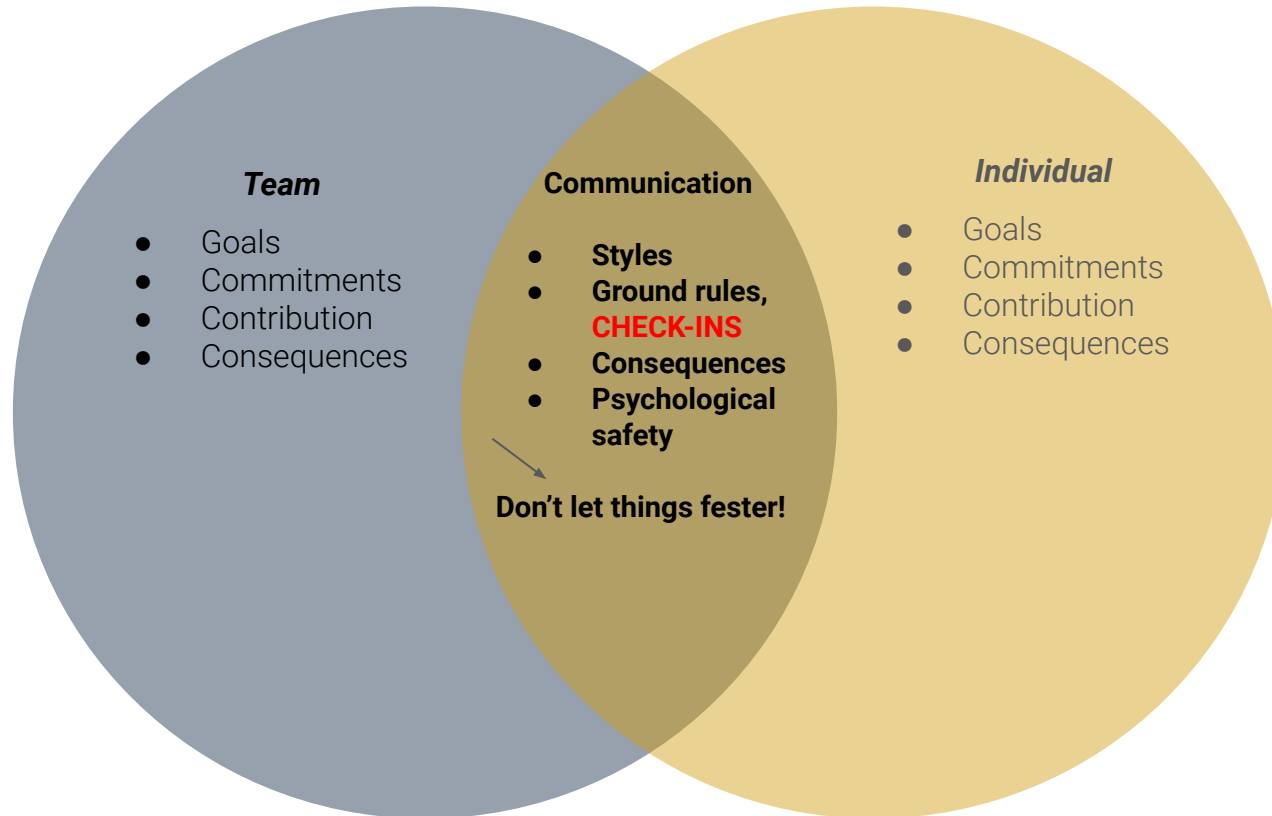 Team
● Goals
● Commitments
● Contribution
● Consequences
Communication
● Styles
● Ground rules,
CHECK-INS
● Consequences
● Psychological
safety
Don’t let things fester!
Individual
● Goals
● Commitments
● Contribution
● Consequences